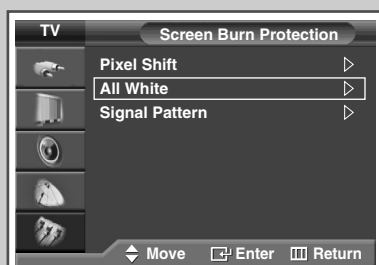 TV
Screen Burn Protection
Pixel Shift
All White
Signal Pattern
Move Enter Return